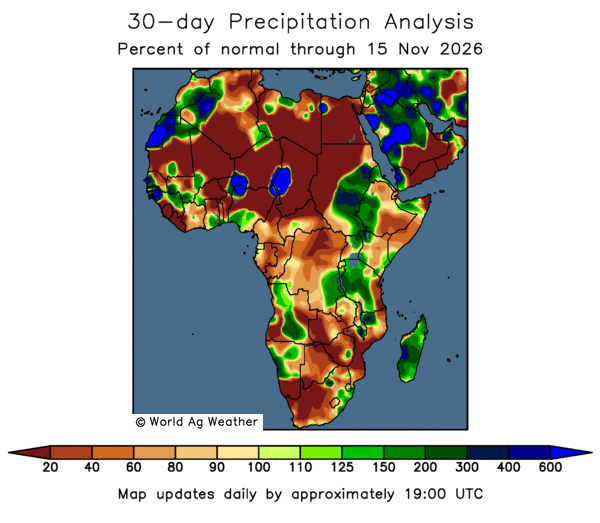 30-day Precipitation Analysis
Percent of normal through 15 Nov 2026
© World Ag Weather
20 40 60 80 90 100 110 125 150 200 300 400 600
Map updates daily by approximately 19:00 UTC